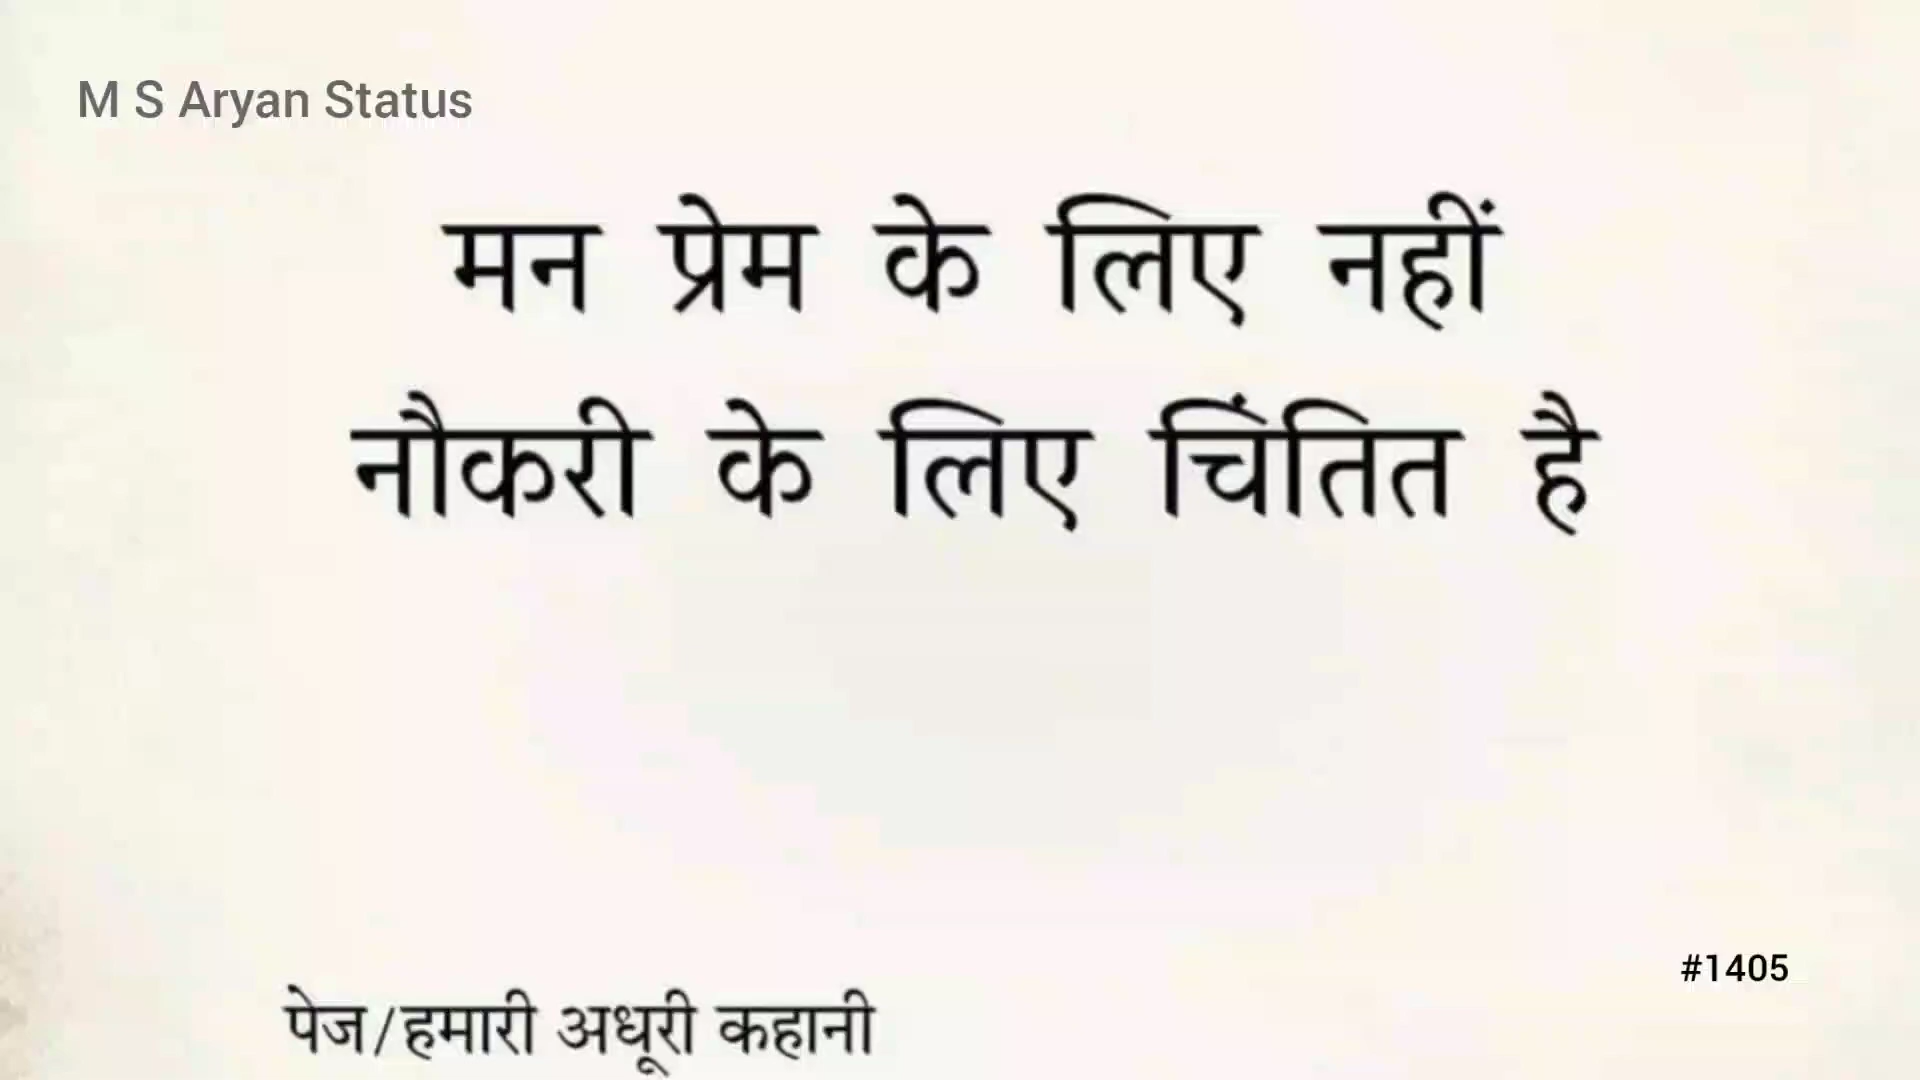 M S Aryan Status
मन प्रेम के लिए नहीं
नौकरी के लिए चिंतित है
#1405
पेज/हमारी अधूरी कहानी